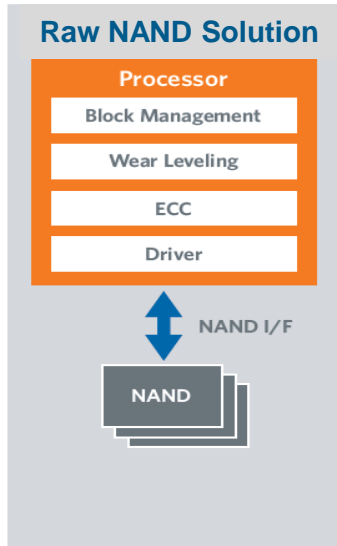 Raw NAND Solution
Processor
Block Management
Wear Leveling
ECC
Driver
NAND I/F
NAND